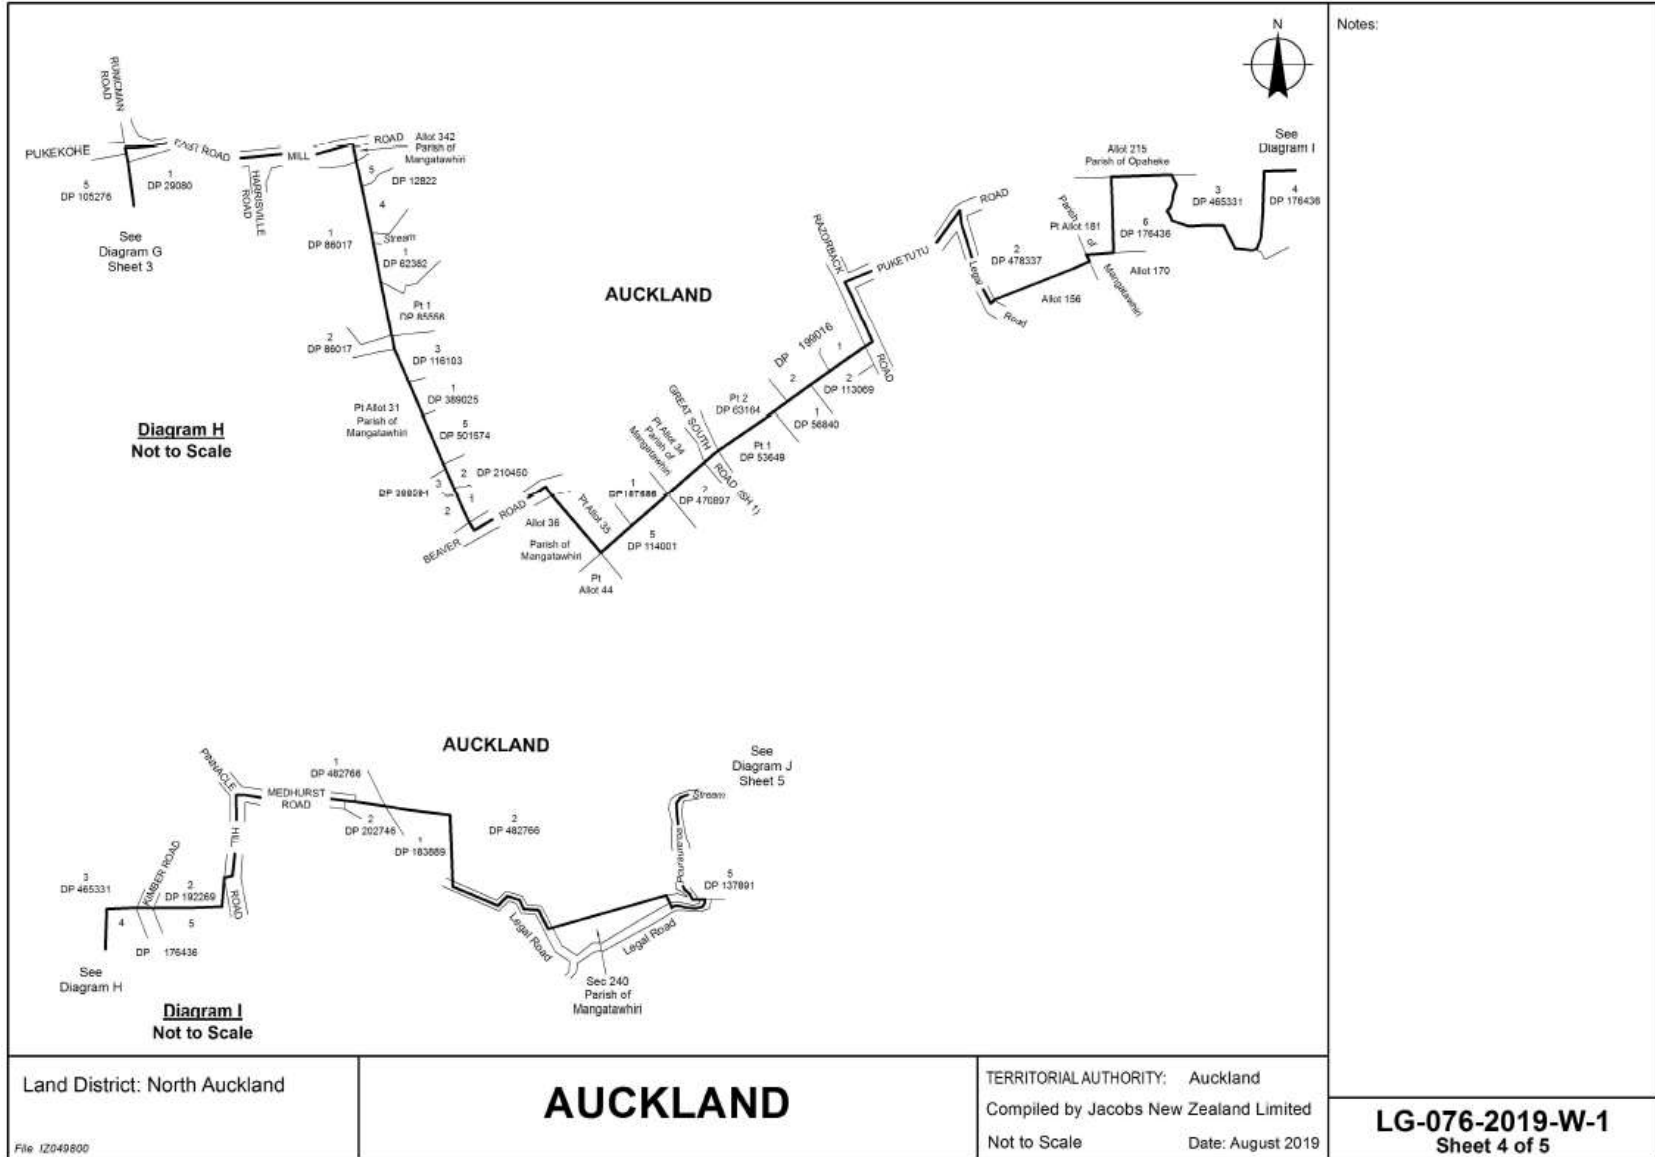 Notes:
N
RUNICMAN
ROAD
PUKEKOHE
EAST ROAD
MILL
ROAD
HARRISVILLE
ROAD
Allot 342
Parish of
Mangatawhiri
5
DP 105276
1
DP 29080
See
Diagram G
Sheet 3
5
DP 12822
4
1
DP 86017
Stream
1
DP 62382
Pt 1
DP 85556
2
DP 86017
3
DP 116103
1
DP 389025
Pt Allot 31
Parish of
Mangatawhiri
5
DP 501574
2
DP 210450
3
1
2
BEAVER
ROAD
Allot 36
Parish of
Mangatawhiri
Pt Allot 35
Pt
Allot 44
1
DP 187686
5
DP 114001
Pt Allot 34
Parish of
Mangatawhiri
GREAT SOUTH
ROAD (SH 1)
DP 470897
Pt 2
DP 63164
Pt 1
DP 53649
DP 199016
2
1
2
DP 113069
1
DP 56840
RAZORBACK
ROAD
PUKETUTU
ROAD
Legal
Road
2
DP 478337
Allot 156
Parish of
Mangatawhiri
Pt Allot 181
Allot 170
6
DP 176436
Allot 215
Parish of Opaheke
3
DP 465331
See
Diagram I
4
DP 176436
AUCKLAND
Diagram H
Not to Scale
AUCKLAND
PINNACLE
HILL
ROAD
MEDHURST
ROAD
1
DP 482766
2
DP 202746
1
DP 183889
2
DP 482766
3
DP 465331
KIMBER ROAD
2
DP 192269
4
5
DP 176436
See
Diagram H
Legal Road
Legal Road
Sec 240
Parish of
Mangatawhiri
Stream
5
DP 137891
See
Diagram J
Sheet 5
Diagram I
Not to Scale
Land District: North Auckland
File IZ049800
AUCKLAND
TERRITORIAL AUTHORITY: Auckland
Compiled by Jacobs New Zealand Limited
Not to Scale Date: August 2019
LG-076-2019-W-1
Sheet 4 of 5